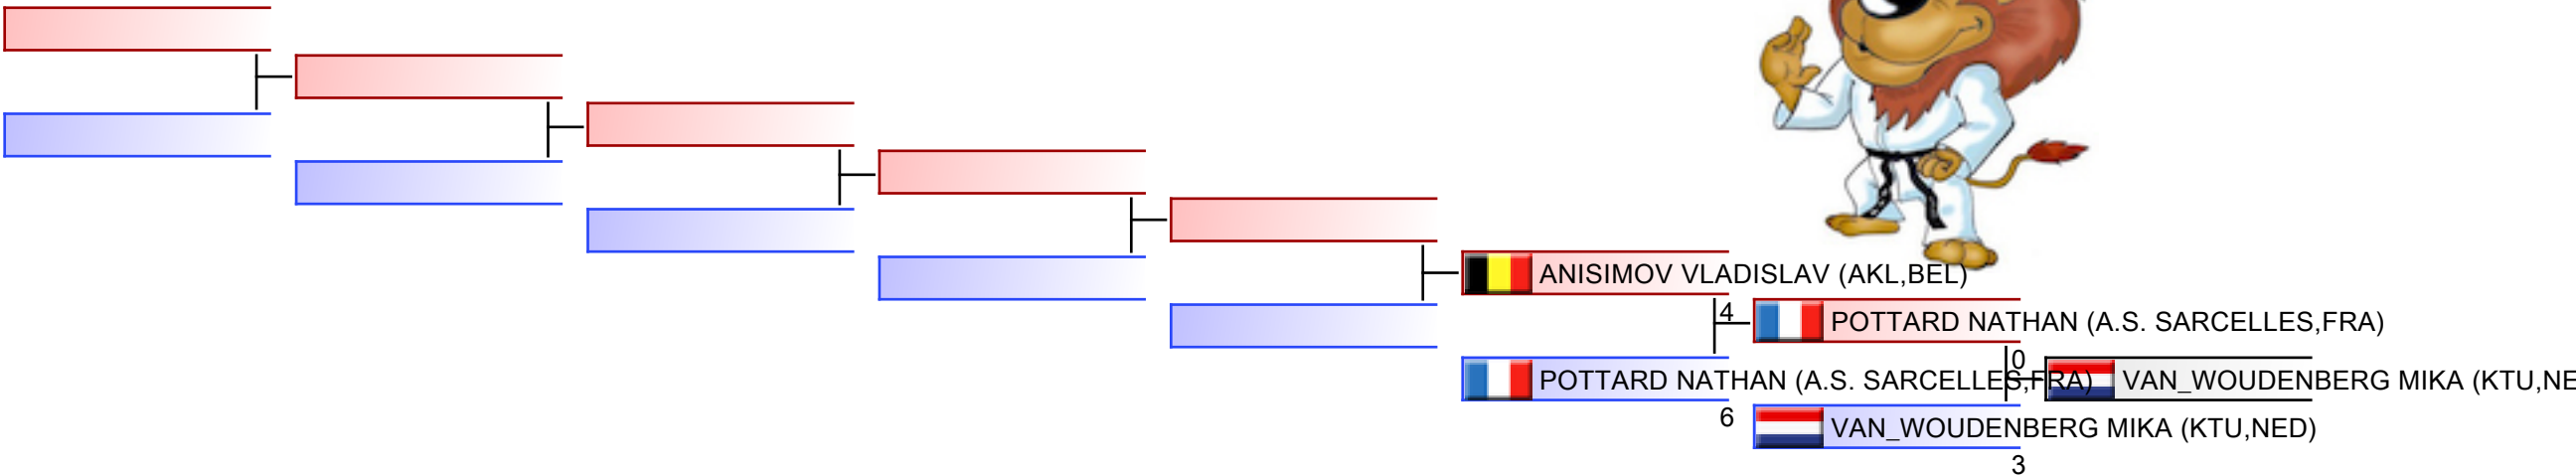 ANISIMOV VLADISLAV (AKL,BEL)
4
POTTARD NATHAN (A.S. SARCELLES,FRA)
0
POTTARD NATHAN (A.S. SARCELLES,FRA)
VAN_WOUDENBERG MIKA (KTU,NE
6
VAN_WOUDENBERG MIKA (KTU,NED)
3